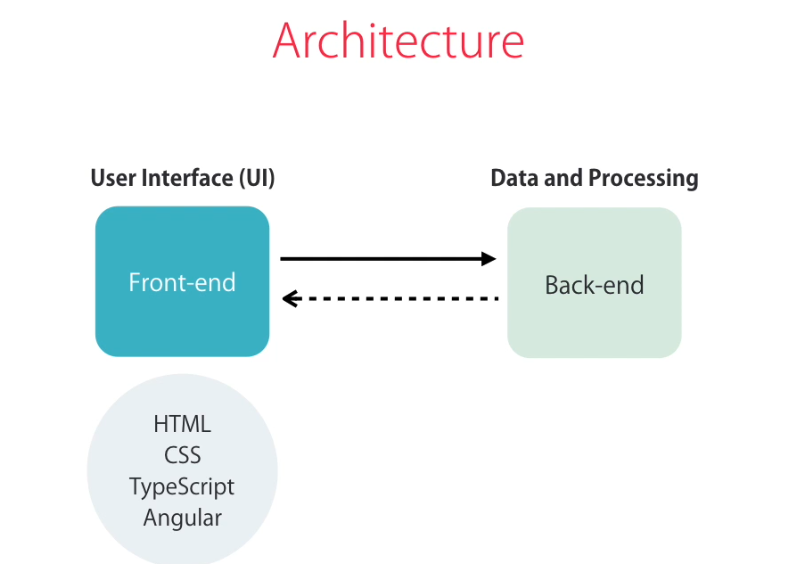 Architecture
User Interface (UI)
Data and Processing
Front-end
Back-end
HTML
CSS
TypeScript
Angular